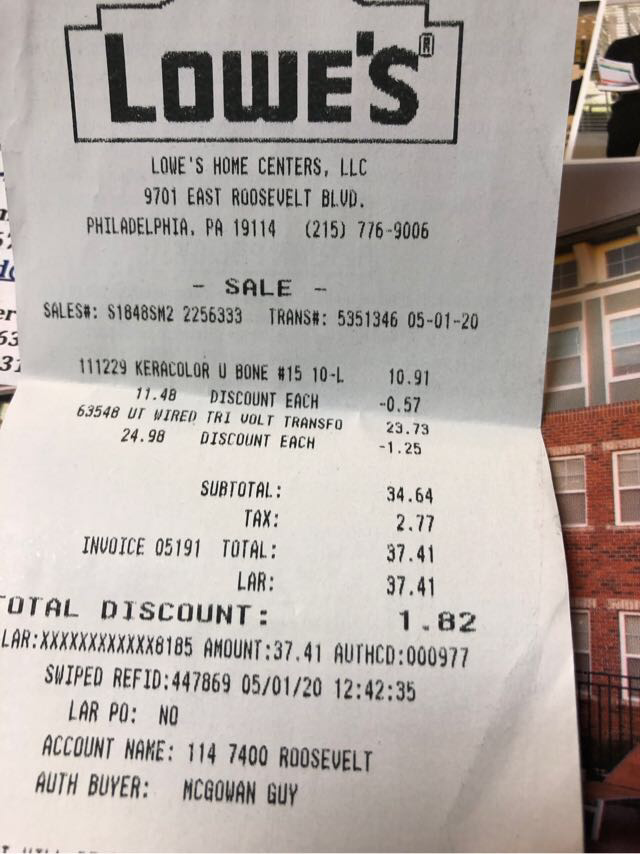 LOWE'S®
LOWE'S HOME CENTERS, LLC
9701 EAST ROOSEVELT BLVD.
PHILADELPHIA, PA 19114 (215) 776-9006
- SALE -
SALES#: S1848SM2 2256333 TRANS#: 5351346 05-01-20
111229 KERACOLOR U BONE #15 10-L 10.91
11.48 DISCOUNT EACH -0.57
63548 UT WIRED TRI VOLT TRANSFO 23.73
24.98 DISCOUNT EACH -1.25
SUBTOTAL: 34.64
TAX: 2.77
INVOICE 05191 TOTAL: 37.41
LAR: 37.41
TOTAL DISCOUNT: 1.82
LAR:XXXXXXXXXXXX8185 AMOUNT:37.41 AUTHCD:000977
SWIPED REFID:447869 05/01/20 12:42:35
LAR PO: NO
ACCOUNT NAME: 114 7400 ROOSEVELT
AUTH BUYER: MCGOWAN GUY